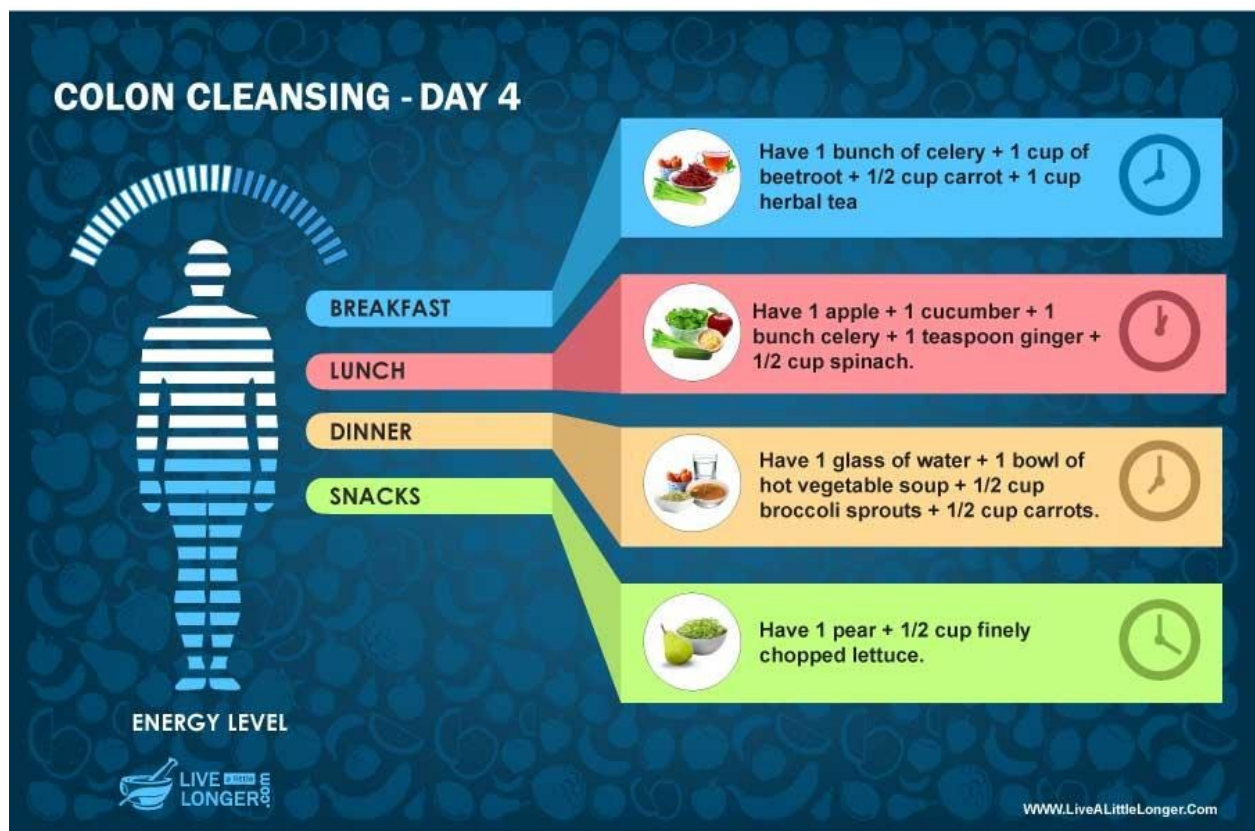 COLON CLEANSING - DAY 4
BREAKFAST
Have 1 bunch of celery + 1 cup of
beetroot + 1/2 cup carrot + 1 cup
herbal tea
LUNCH
Have 1 apple + 1 cucumber + 1
bunch celery + 1 teaspoon ginger +
1/2 cup spinach.
DINNER
Have 1 glass of water + 1 bowl of
hot vegetable soup + 1/2 cup
broccoli sprouts + 1/2 cup carrots.
SNACKS
Have 1 pear + 1/2 cup finely
chopped lettuce.
ENERGY LEVEL
LIVE a little
LONGER.com
WWW.LiveALittleLonger.Com